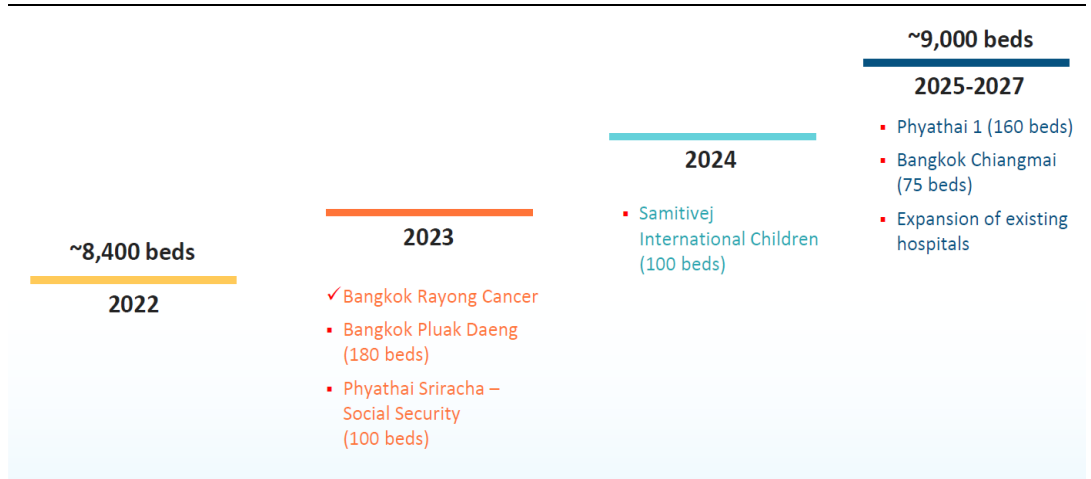 ~8,400 beds
2022
2023
✓Bangkok Rayong Cancer
▪ Bangkok Pluak Daeng
(180 beds)
▪ Phyathai Sriracha –
Social Security
(100 beds)
2024
▪ Samitivej
International Children
(100 beds)
~9,000 beds
2025-2027
▪ Phyathai 1 (160 beds)
▪ Bangkok Chiangmai
(75 beds)
▪ Expansion of existing
hospitals